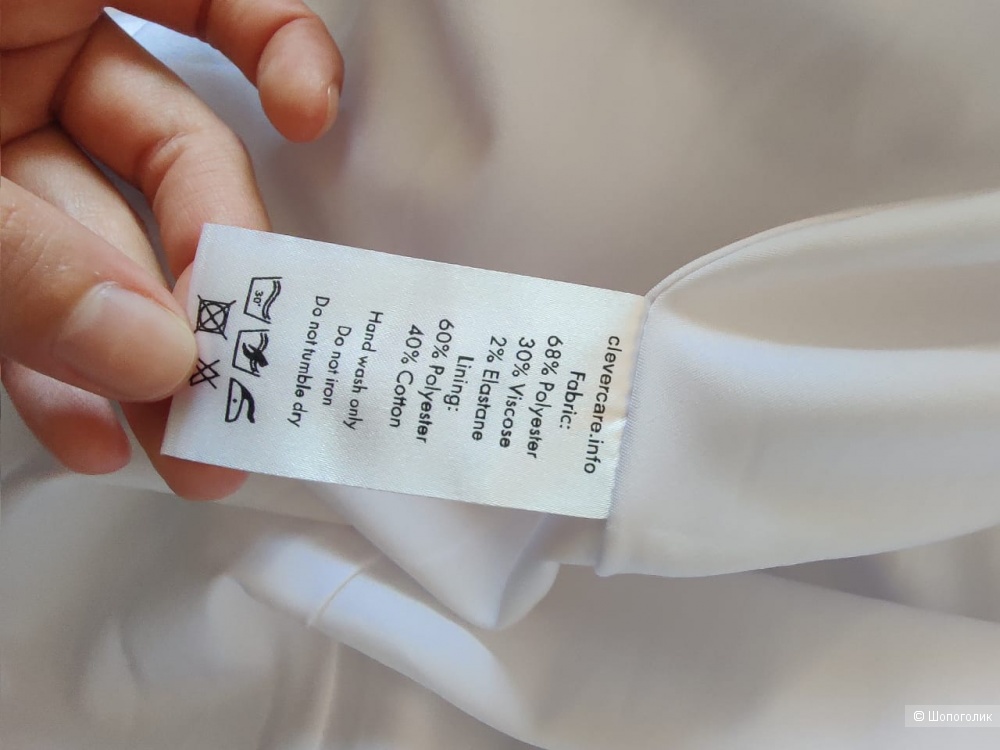 clevercare.info
Fabric:
68% Polyester
30% Viscose
2% Elastane
Lining:
60% Polyester
40% Cotton
Hand wash only
Do not iron
Do not tumble dry
30°
© Шопоголик